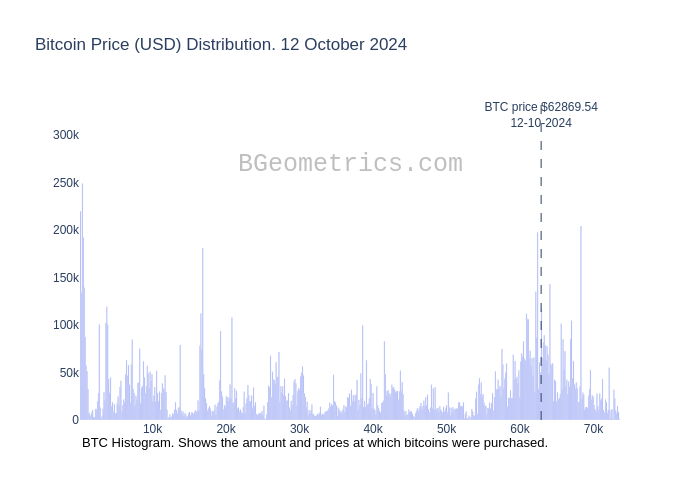 Bitcoin Price (USD) Distribution. 12 October 2024
BTC price $62869.54
12-10-2024
BGeometrics.com
300k
250k
200k
150k
100k
50k
0
10k 20k 30k 40k 50k 60k 70k
BTC Histogram. Shows the amount and prices at which bitcoins were purchased.